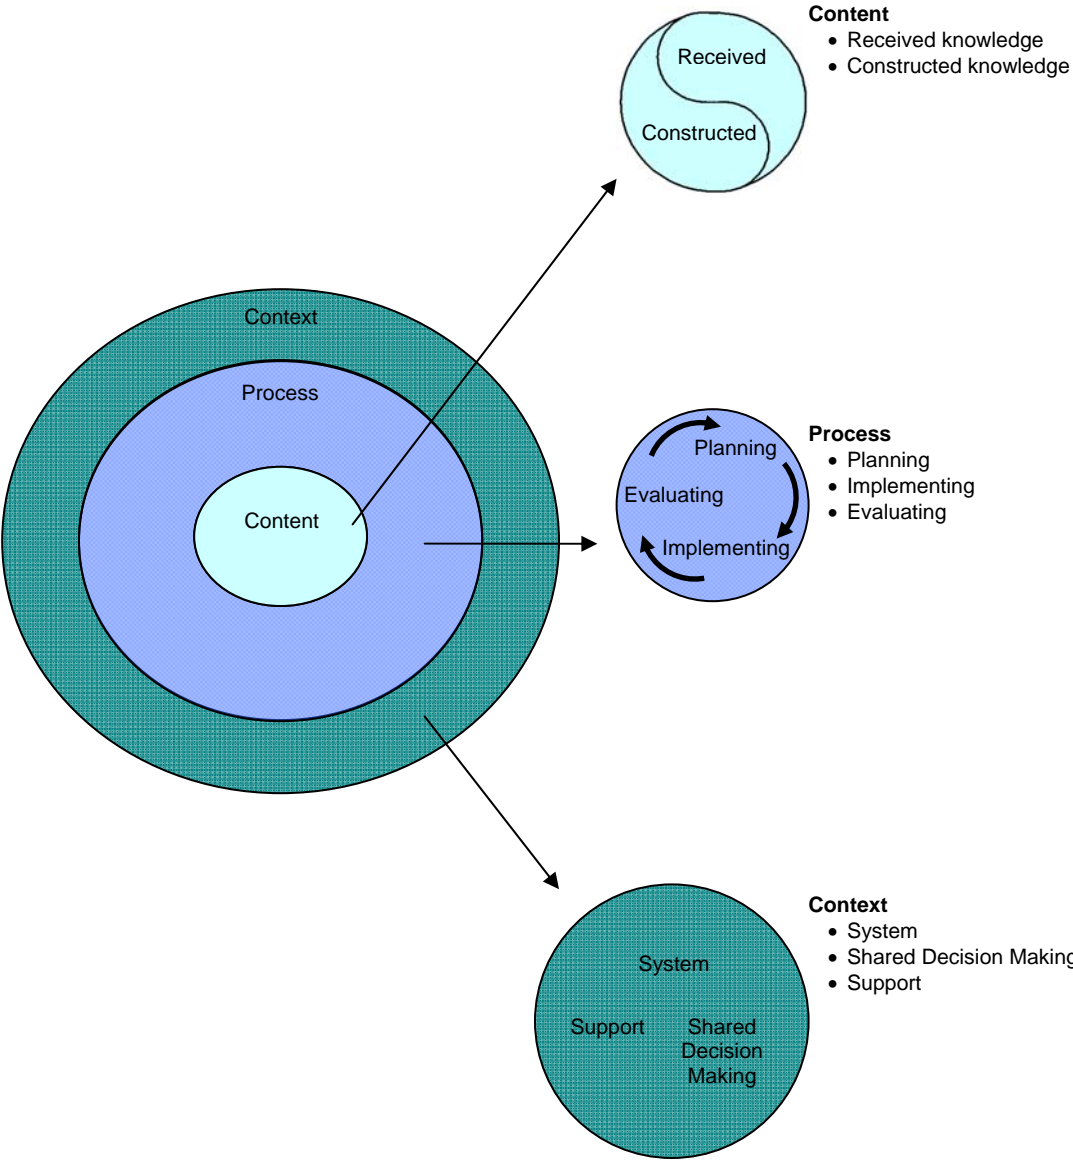 Content
• Received knowledge
• Constructed knowledge
Received
Constructed
Context
Process
Content
Process
• Planning
• Implementing
• Evaluating
Planning
Evaluating
Implementing
Context
• System
• Shared Decision Making
• Support
System
Support
Shared
Decision
Making